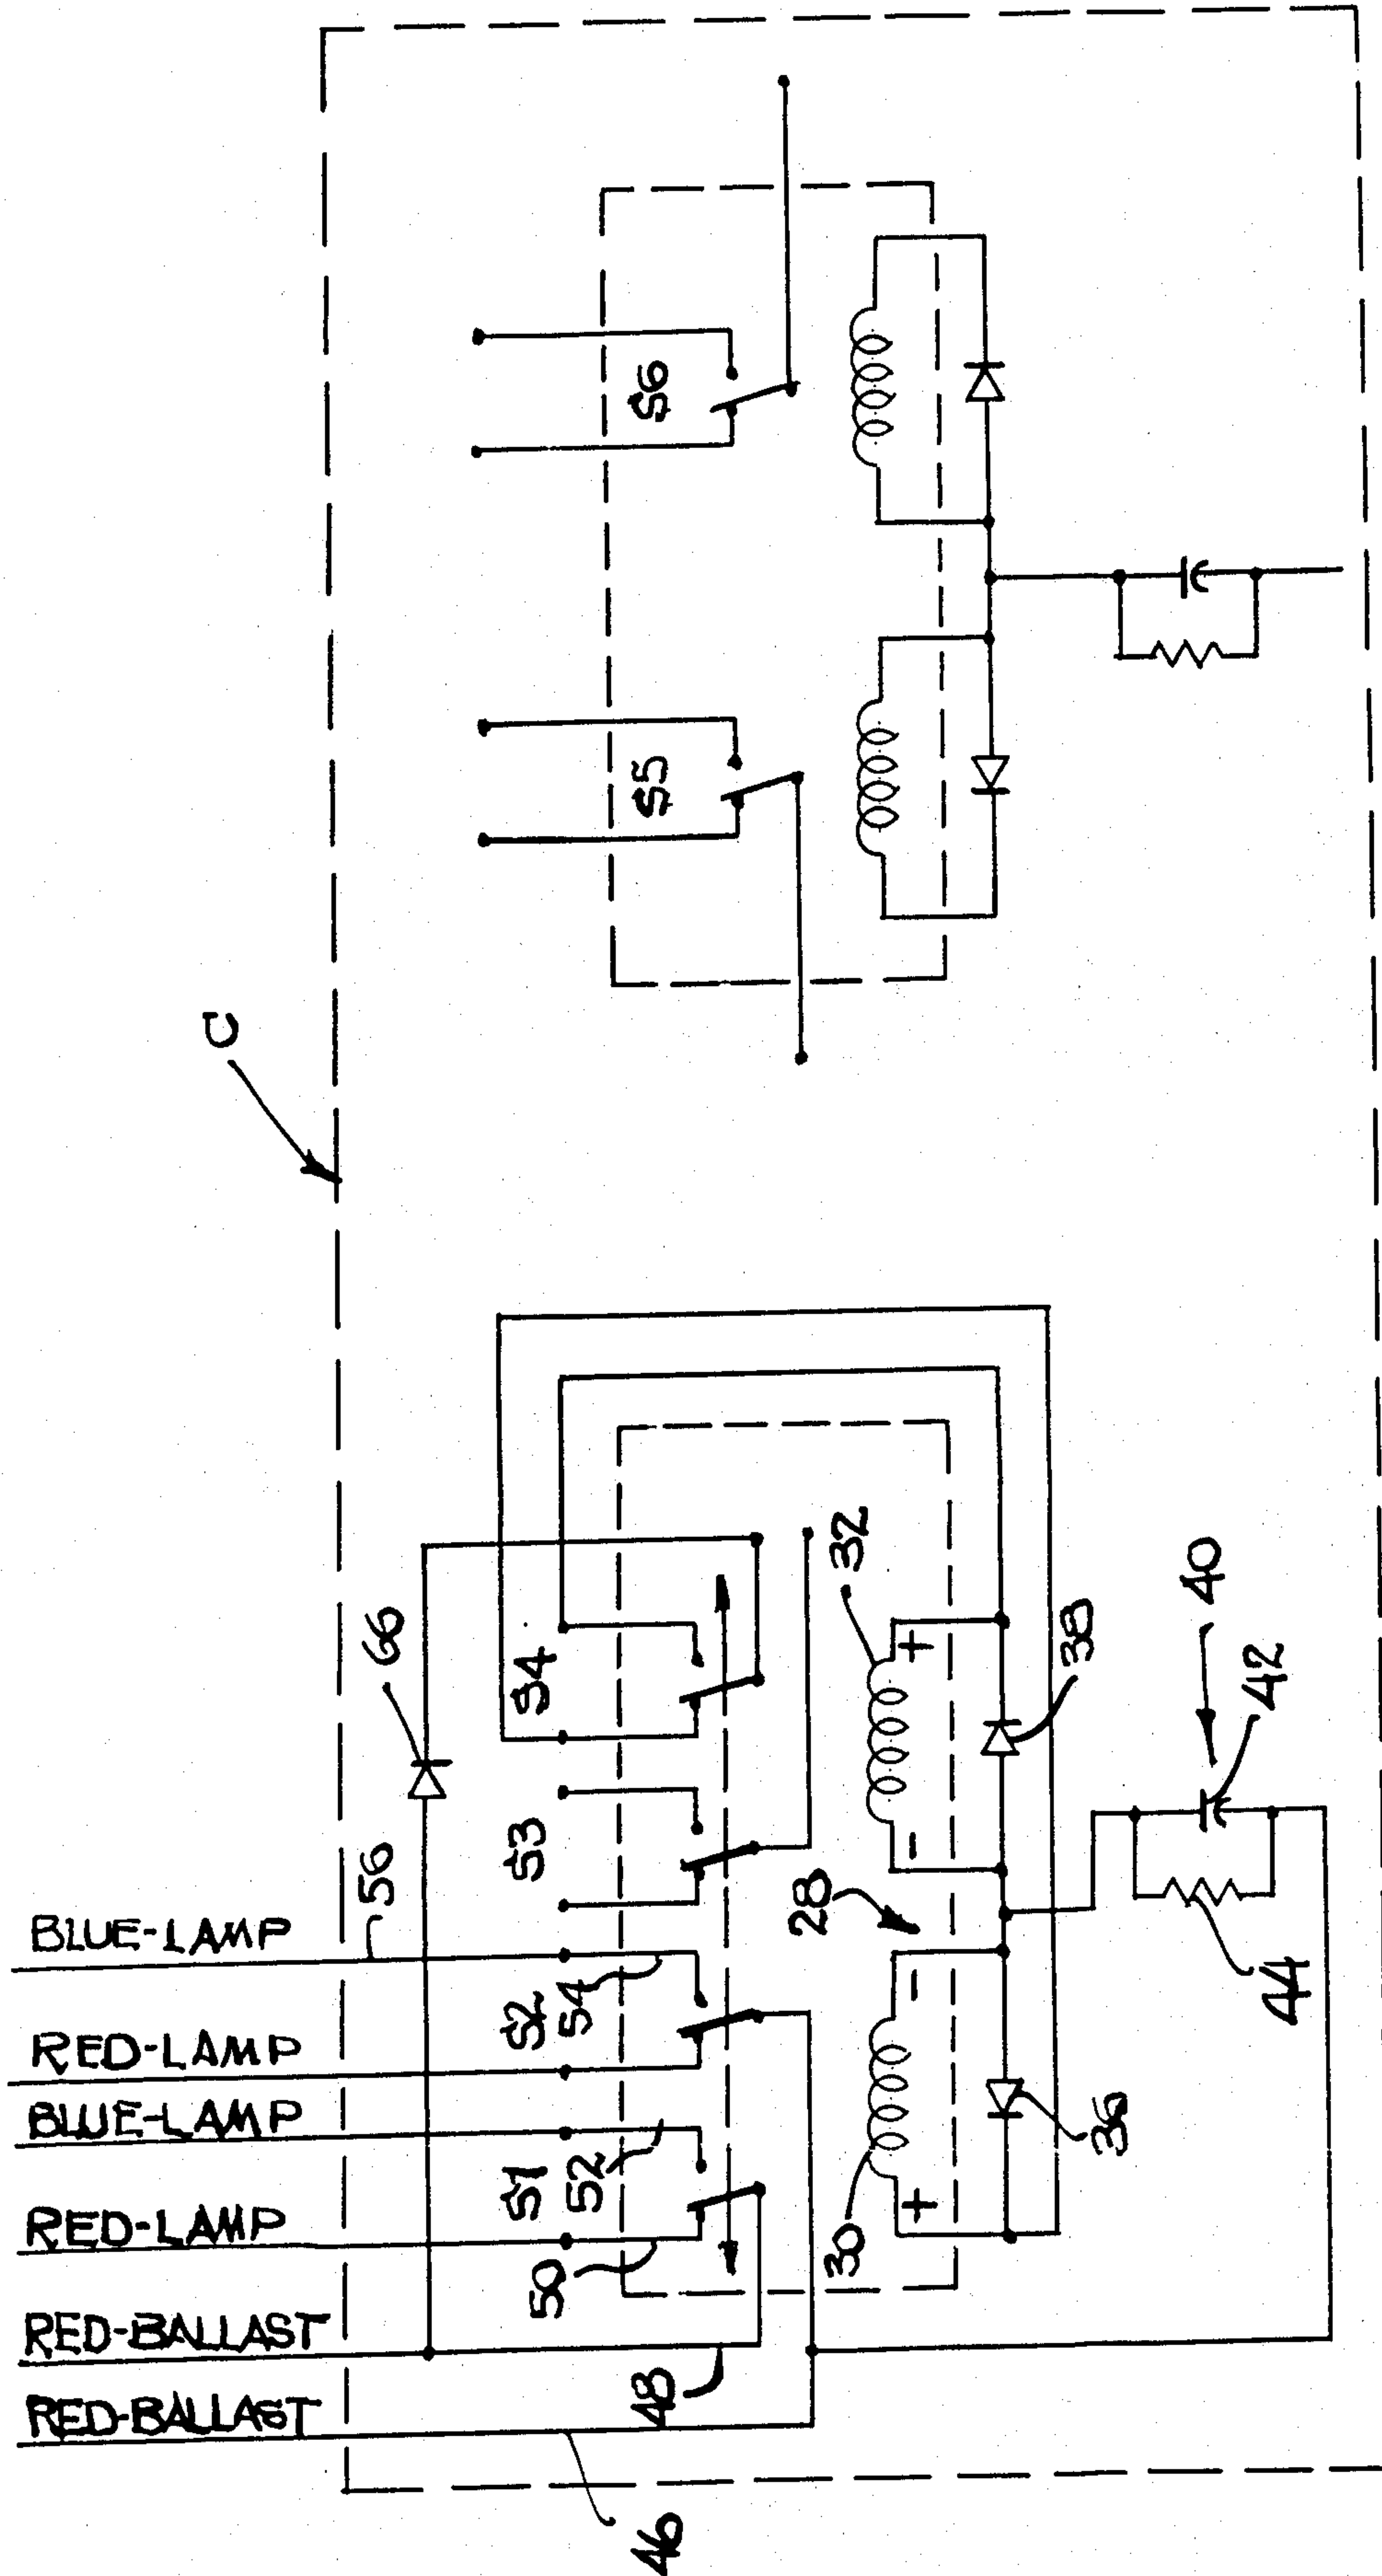 C
S6
S5
66
56
BLUE-LAMP
RED-LAMP
BLUE-LAMP
RED-LAMP
RED-BALLAST
RED-BALLAST
S4
S3
S2
54
S1
52
50
48
46
32
+
-
28
-
+
30
38
36
40
42
44